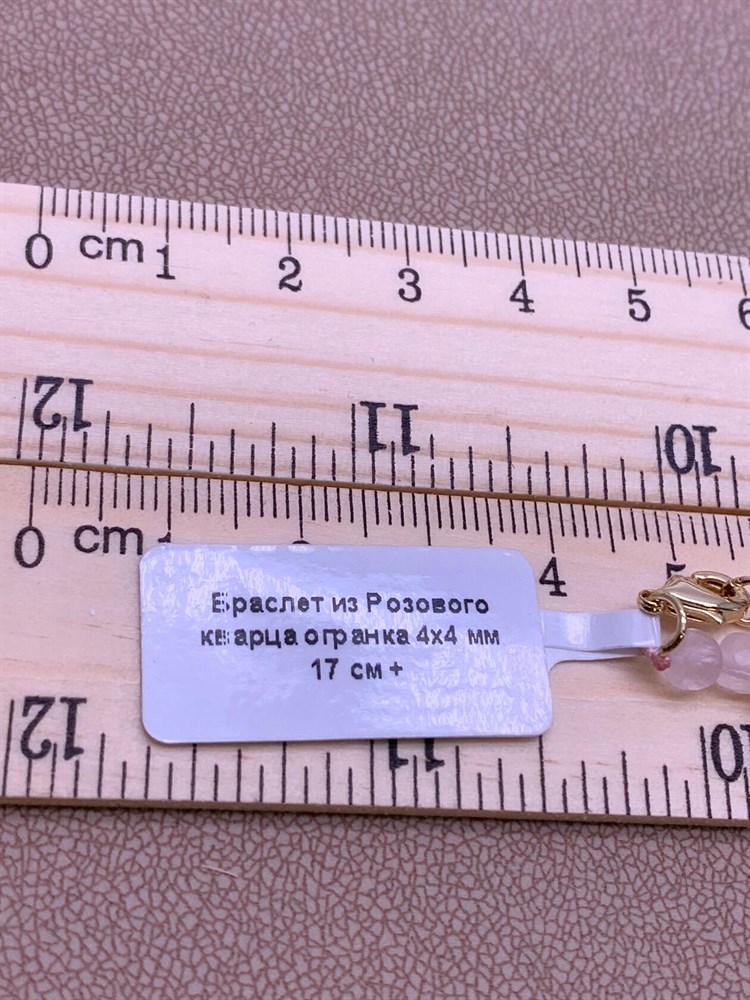 0 cm 1 2 3 4 5 6
12 11 10
0 cm 1 4 5
Браслет из Розового
кварца огранка 4х4 мм
17 см +
12 11 10